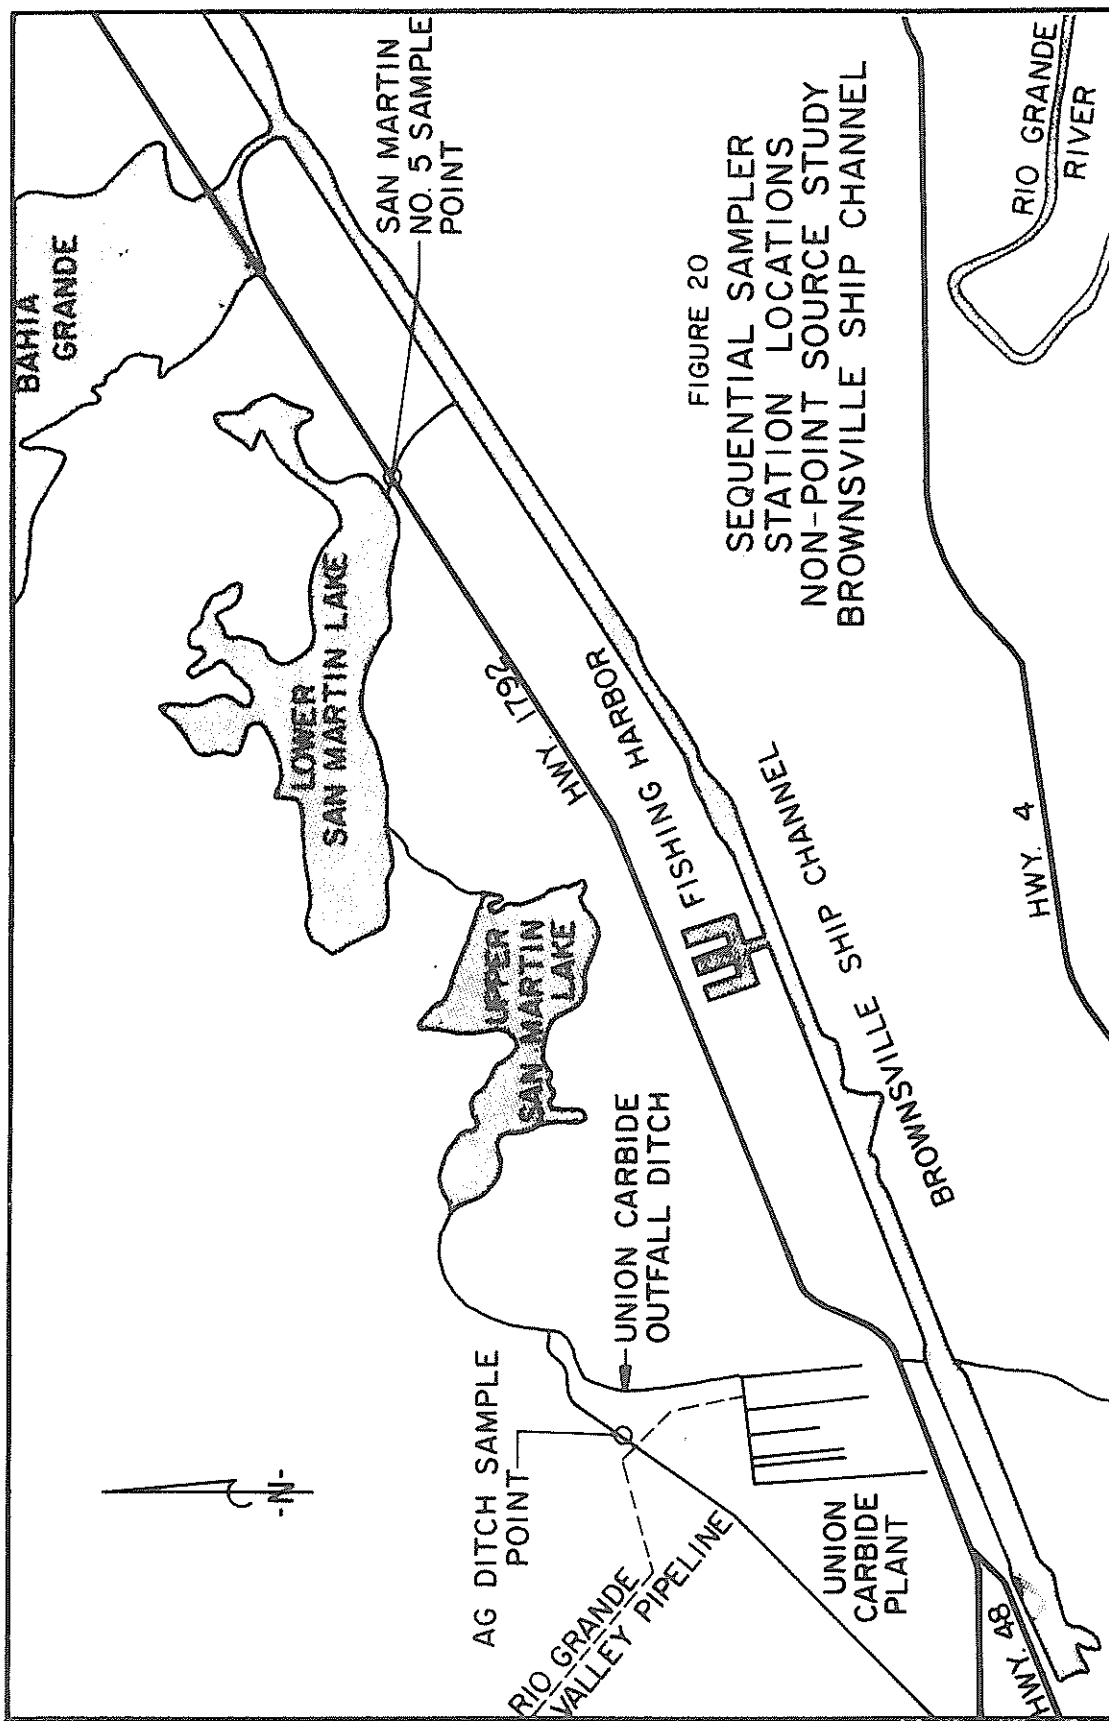 BAHIA
GRANDE
SAN MARTIN
NO. 5 SAMPLE
POINT
LOWER
SAN MARTIN LAKE
UPPER
SAN MARTIN
LAKE
HWY. 1792
FISHING HARBOR
BROWNSVILLE SHIP CHANNEL
UNION CARBIDE
OUTFALL DITCH
AG DITCH SAMPLE
POINT
-N-
RIO GRANDE
VALLEY PIPELINE
UNION
CARBIDE
PLANT
HWY. 48
HWY. 4
RIO GRANDE
RIVER
FIGURE 20
SEQUENTIAL SAMPLER
STATION LOCATIONS
NON-POINT SOURCE STUDY
BROWNSVILLE SHIP CHANNEL